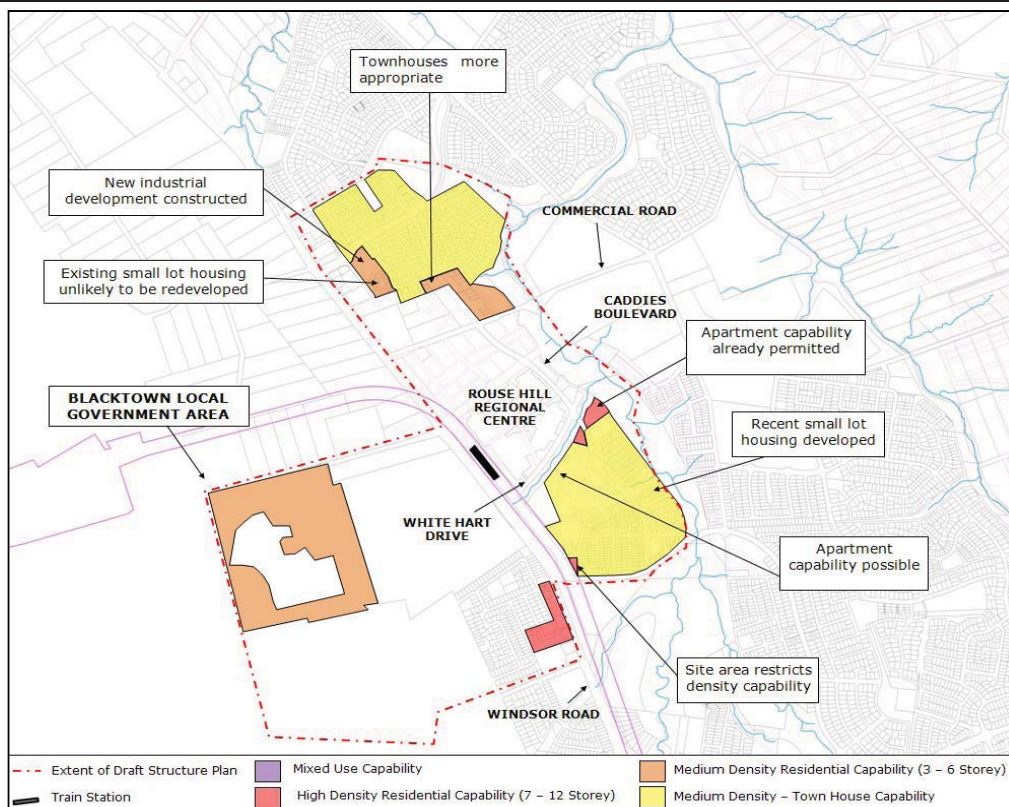 Townhouses more
appropriate
New industrial
development constructed
COMMERCIAL ROAD
Existing small lot housing
unlikely to be redeveloped
CADDIES
BOULEVARD
Apartment capability
already permitted
BLACKTOWN LOCAL
GOVERNMENT AREA
ROUSE HILL
REGIONAL
CENTRE
Recent small lot
housing developed
WHITE HART
DRIVE
Apartment
capability possible
Site area restricts
density capability
WINDSOR ROAD
Extent of Draft Structure Plan
Mixed Use Capability
Medium Density Residential Capability (3 – 6 Storey)
Train Station
High Density Residential Capability (7 – 12 Storey)
Medium Density – Town House Capability